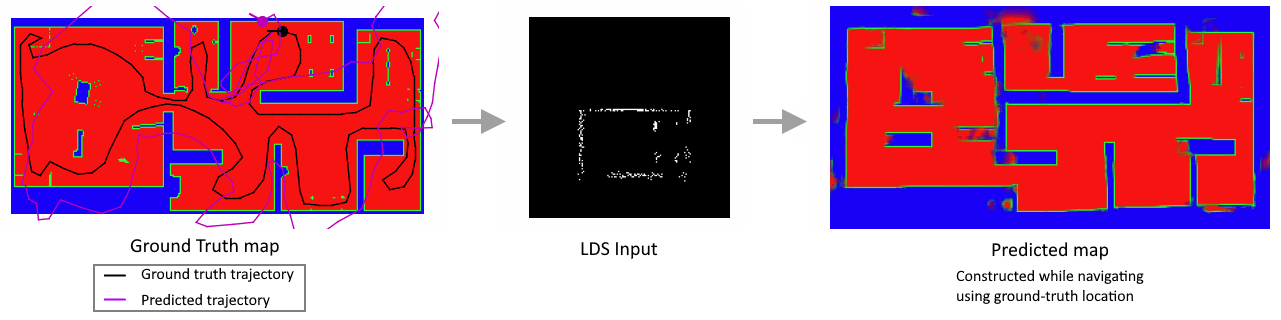 Ground Truth map
Ground truth trajectory
Predicted trajectory
LDS Input
Predicted map
Constructed while navigating
using ground-truth location